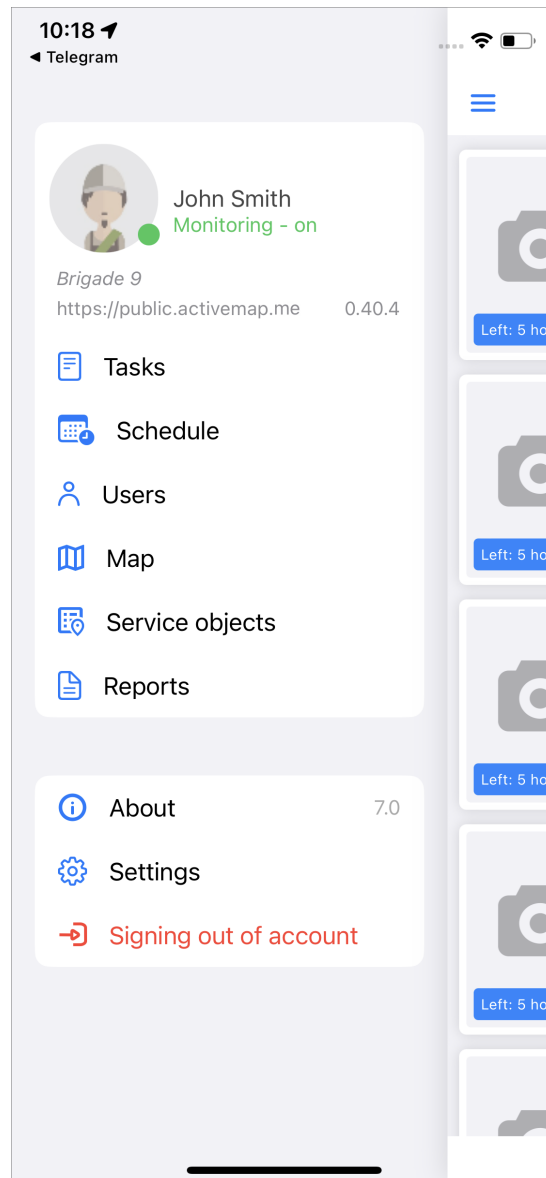 10:18
◀ Telegram
John Smith
Monitoring - on
Brigade 9
https://public.activemap.me 0.40.4
Tasks
Schedule
Users
Map
Service objects
Reports
About 7.0
Settings
Signing out of account
Left: 5 ho
Left: 5 ho
Left: 5 ho
Left: 5 ho